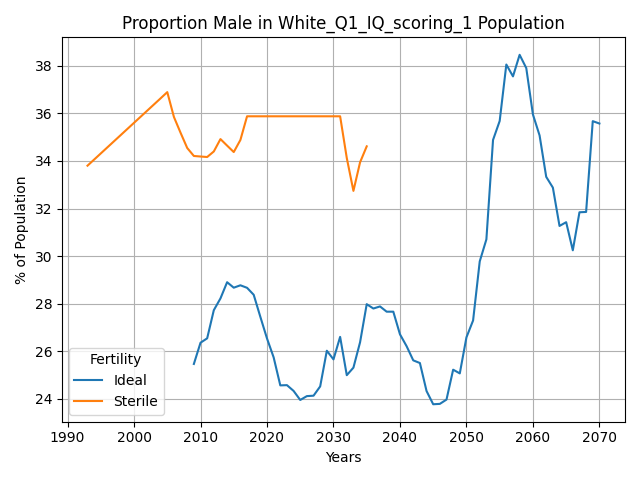 Proportion Male in White_Q1_IQ_scoring_1 Population
% of Population
38
36
34
32
30
28
26
24
Fertility
Ideal
Sterile
1990 2000 2010 2020 2030 2040 2050 2060 2070
Years